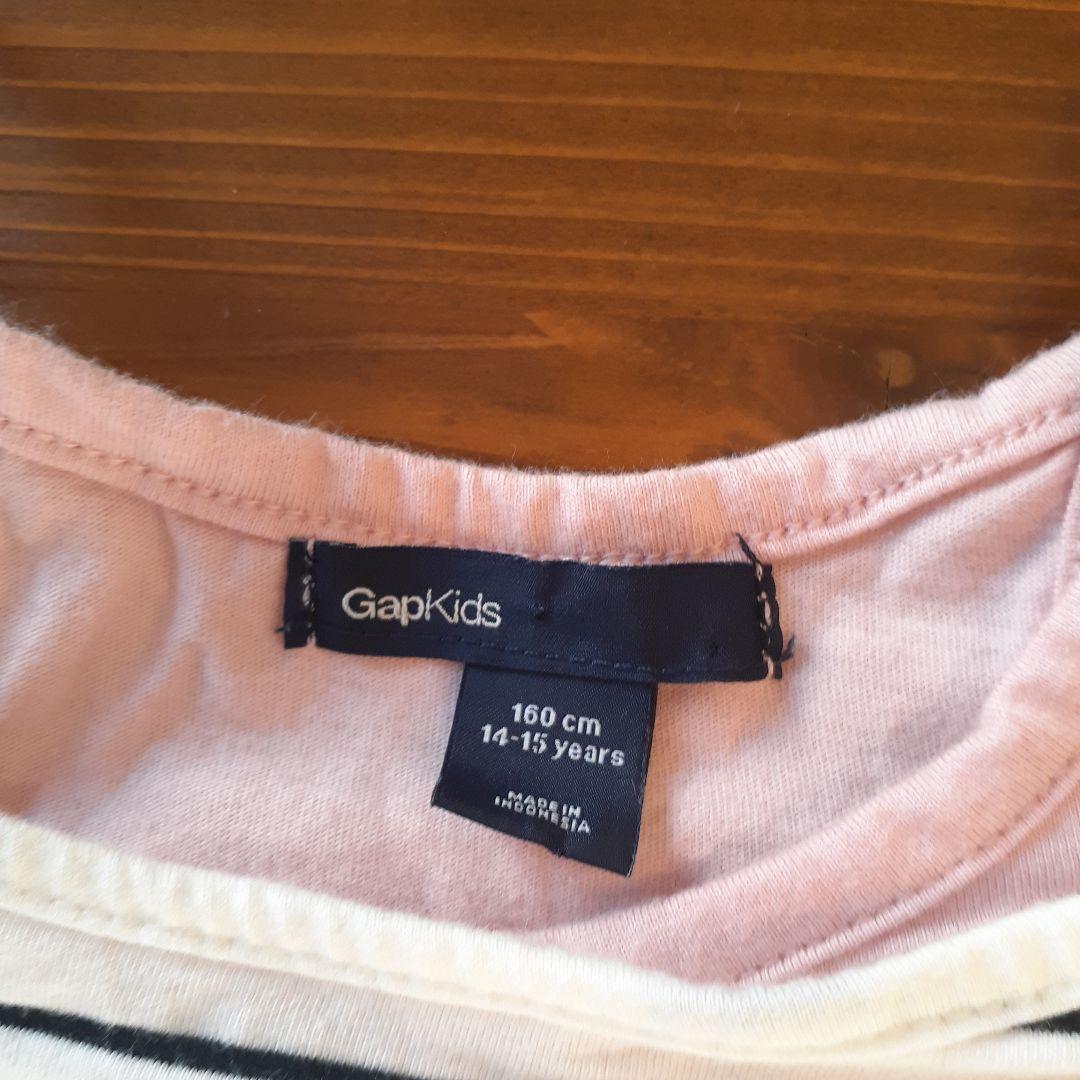 GapKids
160 cm
14-15 years
MADE IN
INDONESIA